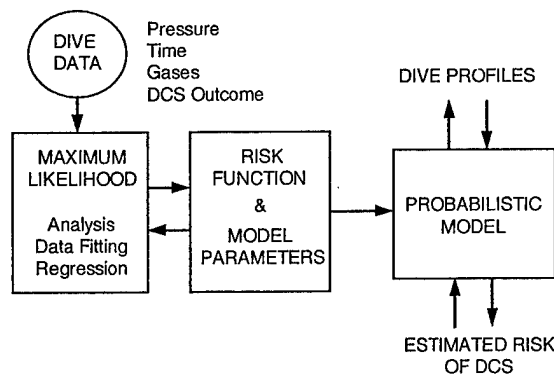 DIVE
DATA
Pressure
Time
Gases
DCS Outcome
MAXIMUM
LIKELIHOOD
Analysis
Data Fitting
Regression
RISK
FUNCTION
&
MODEL
PARAMETERS
DIVE PROFILES
PROBABILISTIC
MODEL
ESTIMATED RISK
OF DCS